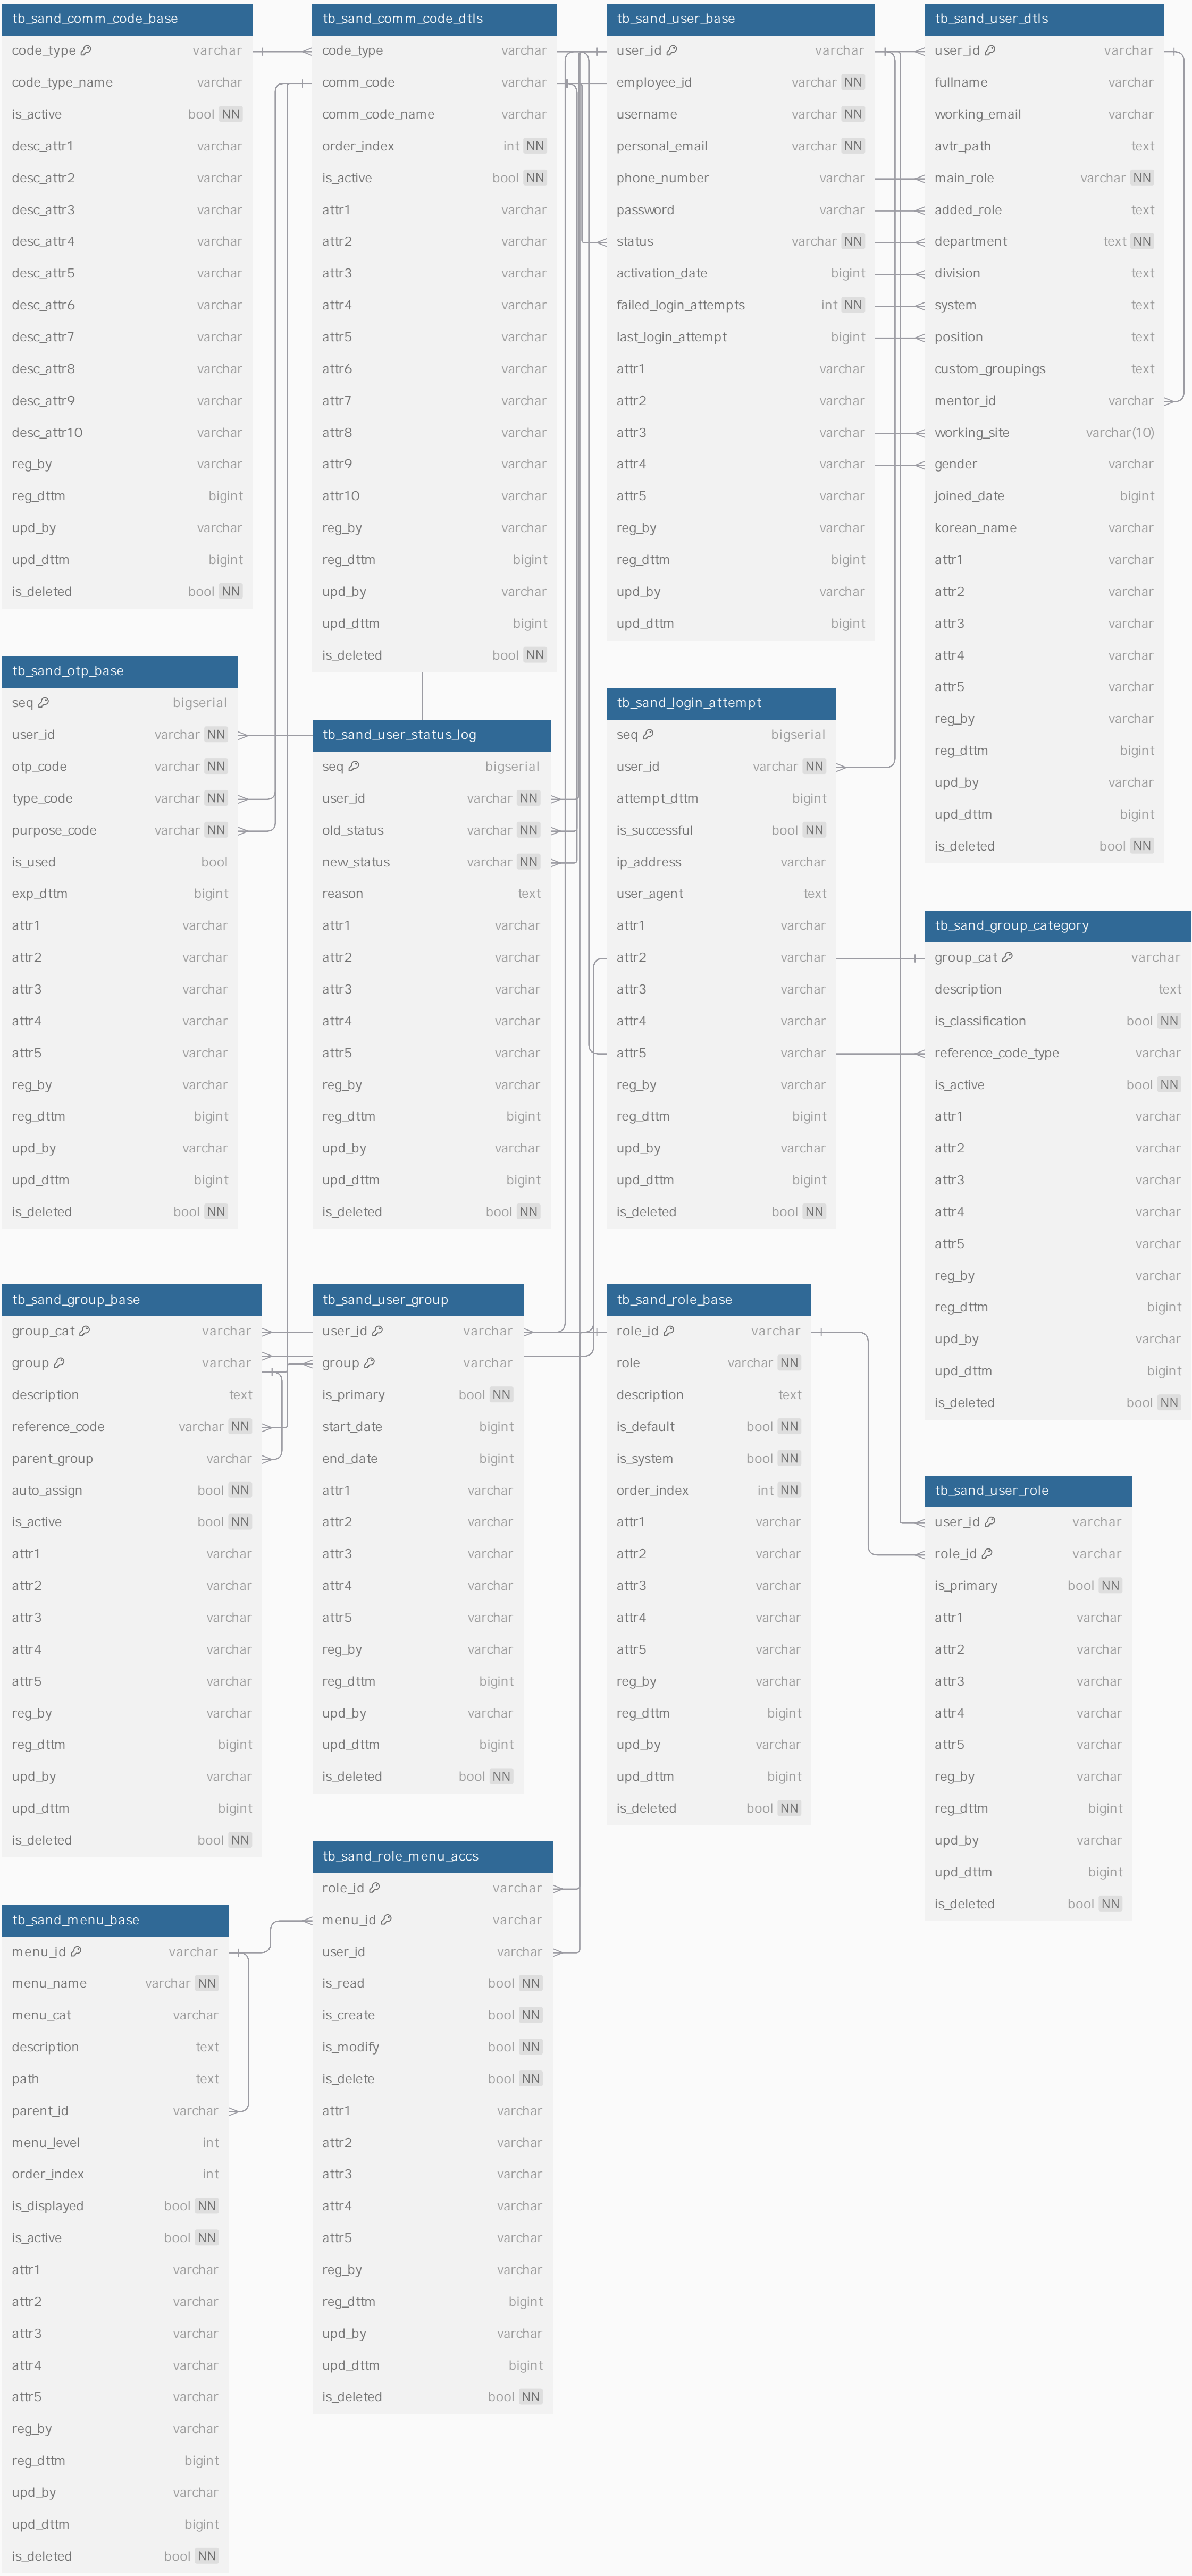 tb_sand_comm_code_base
code_type varchar
code_type_name varchar
is_active bool NN
desc_attr1 varchar
desc_attr2 varchar
desc_attr3 varchar
desc_attr4 varchar
desc_attr5 varchar
desc_attr6 varchar
desc_attr7 varchar
desc_attr8 varchar
desc_attr9 varchar
desc_attr10 varchar
reg_by varchar
reg_dttm bigint
upd_by varchar
upd_dttm bigint
is_deleted bool NN
tb_sand_comm_code_dtls
code_type varchar
comm_code varchar
comm_code_name varchar
order_index int NN
is_active bool NN
attr1 varchar
attr2 varchar
attr3 varchar
attr4 varchar
attr5 varchar
attr6 varchar
attr7 varchar
attr8 varchar
attr9 varchar
attr10 varchar
reg_by varchar
reg_dttm bigint
upd_by varchar
upd_dttm bigint
is_deleted bool NN
tb_sand_user_base
user_id varchar
employee_id varchar NN
username varchar NN
personal_email varchar NN
phone_number varchar
password varchar
status varchar NN
activation_date bigint
failed_login_attempts int NN
last_login_attempt bigint
attr1 varchar
attr2 varchar
attr3 varchar
attr4 varchar
attr5 varchar
reg_by varchar
reg_dttm bigint
upd_by varchar
upd_dttm bigint
tb_sand_user_dtls
user_id varchar
fullname varchar
working_email varchar
avtr_path text
main_role varchar NN
added_role text
department text NN
division text
system text
position text
custom_groupings text
mentor_id varchar
working_site varchar(10)
gender varchar
joined_date bigint
korean_name varchar
attr1 varchar
attr2 varchar
attr3 varchar
attr4 varchar
attr5 varchar
reg_by varchar
reg_dttm bigint
upd_by varchar
upd_dttm bigint
is_deleted bool NN
tb_sand_otp_base
seq bigserial
user_id varchar NN
otp_code varchar NN
type_code varchar NN
purpose_code varchar NN
is_used bool
exp_dttm bigint
attr1 varchar
attr2 varchar
attr3 varchar
attr4 varchar
attr5 varchar
reg_by varchar
reg_dttm bigint
upd_by varchar
upd_dttm bigint
is_deleted bool NN
tb_sand_user_status_log
seq bigserial
user_id varchar NN
old_status varchar NN
new_status varchar NN
reason text
attr1 varchar
attr2 varchar
attr3 varchar
attr4 varchar
attr5 varchar
reg_by varchar
reg_dttm bigint
upd_by varchar
upd_dttm bigint
is_deleted bool NN
tb_sand_login_attempt
seq bigserial
user_id varchar NN
attempt_dttm bigint
is_successful bool NN
ip_address varchar
user_agent text
attr1 varchar
attr2 varchar
attr3 varchar
attr4 varchar
attr5 varchar
reg_by varchar
reg_dttm bigint
upd_by varchar
upd_dttm bigint
is_deleted bool NN
tb_sand_group_category
group_cat varchar
description text
is_classification bool NN
reference_code_type varchar
is_active bool NN
attr1 varchar
attr2 varchar
attr3 varchar
attr4 varchar
attr5 varchar
reg_by varchar
reg_dttm bigint
upd_by varchar
upd_dttm bigint
is_deleted bool NN
tb_sand_group_base
group_cat varchar
group varchar
description text
reference_code varchar NN
parent_group varchar
auto_assign bool NN
is_active bool NN
attr1 varchar
attr2 varchar
attr3 varchar
attr4 varchar
attr5 varchar
reg_by varchar
reg_dttm bigint
upd_by varchar
upd_dttm bigint
is_deleted bool NN
tb_sand_user_group
user_id varchar
group varchar
is_primary bool NN
start_date bigint
end_date bigint
attr1 varchar
attr2 varchar
attr3 varchar
attr4 varchar
attr5 varchar
reg_by varchar
reg_dttm bigint
upd_by varchar
upd_dttm bigint
is_deleted bool NN
tb_sand_role_base
role_id varchar
role varchar NN
description text
is_default bool NN
is_system bool NN
order_index int NN
attr1 varchar
attr2 varchar
attr3 varchar
attr4 varchar
attr5 varchar
reg_by varchar
reg_dttm bigint
upd_by varchar
upd_dttm bigint
is_deleted bool NN
tb_sand_user_role
user_id varchar
role_id varchar
is_primary bool NN
attr1 varchar
attr2 varchar
attr3 varchar
attr4 varchar
attr5 varchar
reg_by varchar
reg_dttm bigint
upd_by varchar
upd_dttm bigint
is_deleted bool NN
tb_sand_menu_base
menu_id varchar
menu_name varchar NN
menu_cat varchar
description text
path text
parent_id varchar
menu_level int
order_index int
is_displayed bool NN
is_active bool NN
attr1 varchar
attr2 varchar
attr3 varchar
attr4 varchar
attr5 varchar
reg_by varchar
reg_dttm bigint
upd_by varchar
upd_dttm bigint
is_deleted bool NN
tb_sand_role_menu_accs
role_id varchar
menu_id varchar
user_id varchar
is_read bool NN
is_create bool NN
is_modify bool NN
is_delete bool NN
attr1 varchar
attr2 varchar
attr3 varchar
attr4 varchar
attr5 varchar
reg_by varchar
reg_dttm bigint
upd_by varchar
upd_dttm bigint
is_deleted bool NN